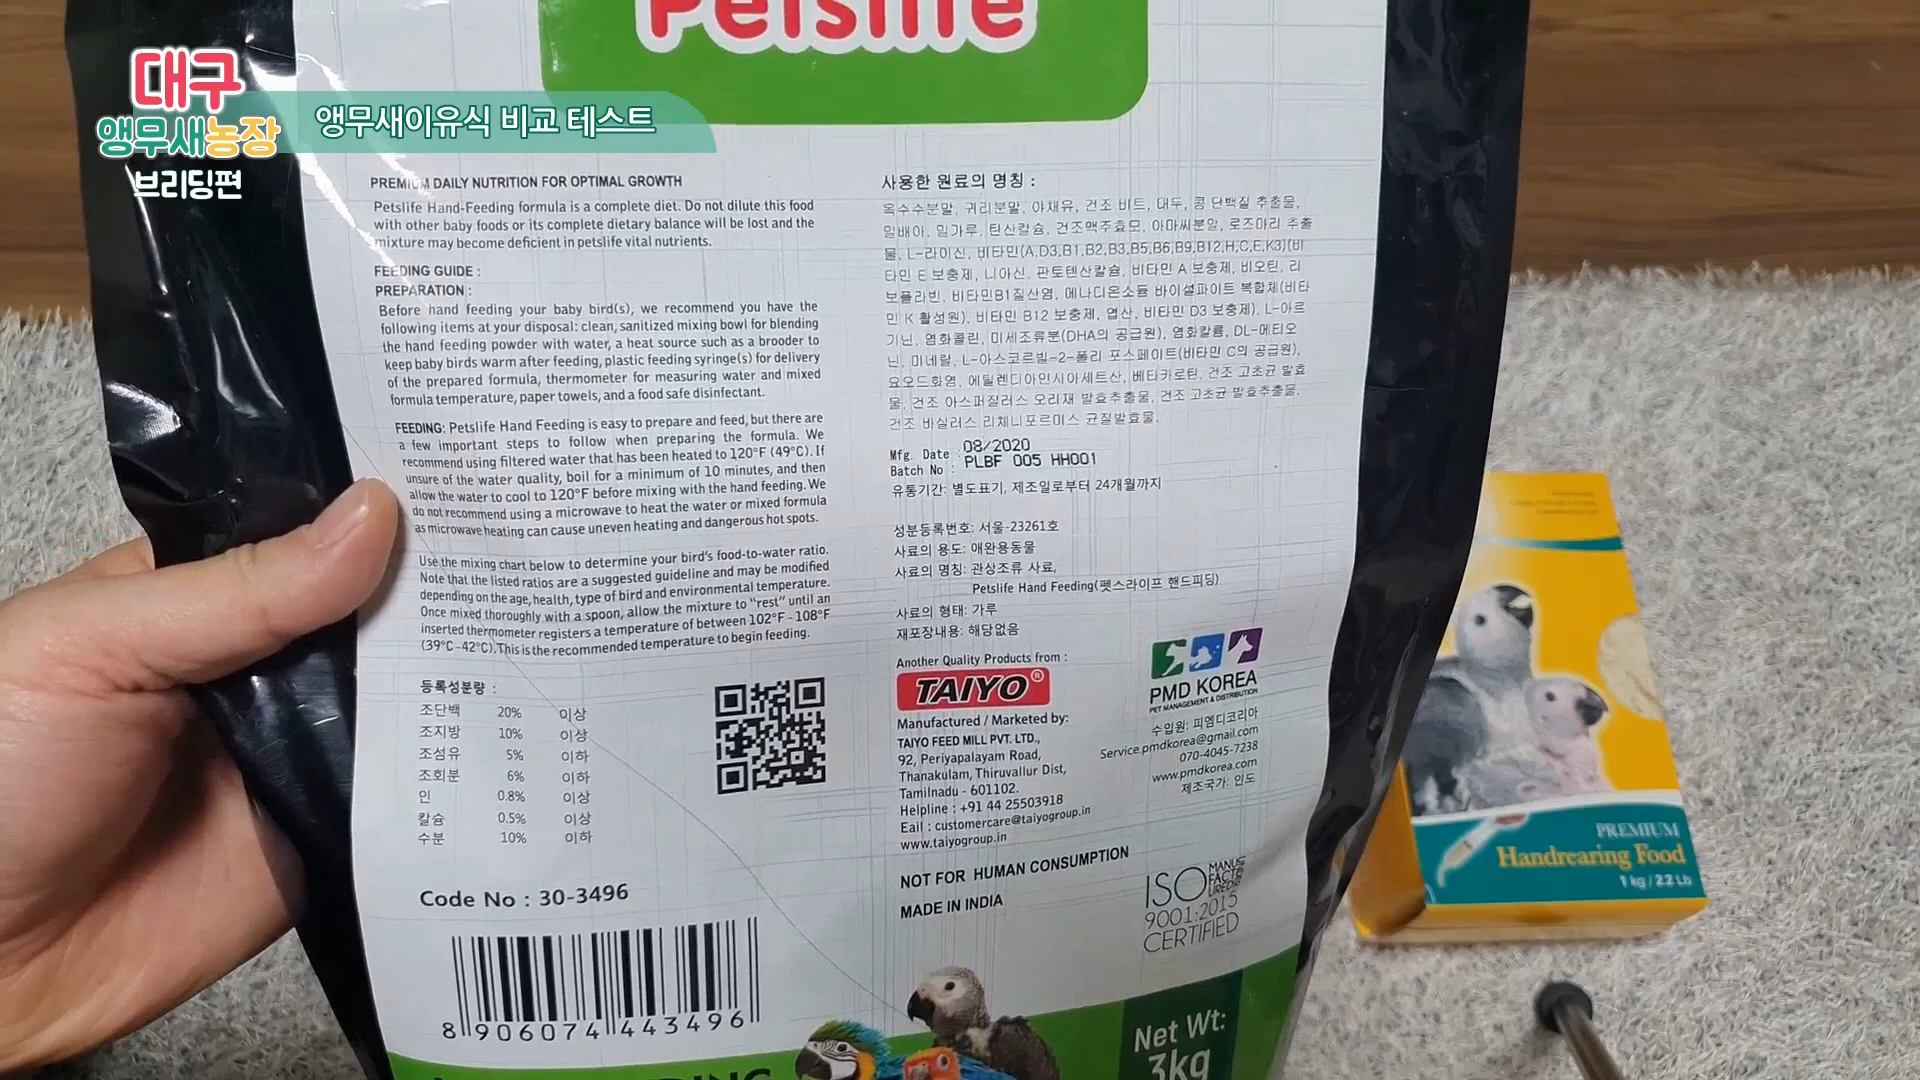 Petslife
대구
앵무새농장
브리딩편
앵무새이유식 비교 테스트
PREMIUM DAILY NUTRITION FOR OPTIMAL GROWTH
Petslife Hand-Feeding formula is a complete diet. Do not dilute this food
with other baby foods or its complete dietary balance will be lost and the
mixture may become deficient in petslife vital nutrients.
FEEDING GUIDE :
PREPARATION :
Before hand feeding your baby bird(s), we recommend you have the
following items at your disposal: clean, sanitized mixing bowl for blending
the hand feeding powder with water, a heat source such as a brooder to
keep baby birds warm after feeding, plastic feeding syringe(s) for delivery
of the prepared formula, thermometer for measuring water and mixed
formula temperature, paper towels, and a food safe disinfectant.
FEEDING: Petslife Hand Feeding is easy to prepare and feed, but there are
a few important steps to follow when preparing the formula. We
recommend using filtered water that has been heated to 120°F (49°C). If
unsure of the water quality, boil for a minimum of 10 minutes, and then
allow the water to cool to 120°F before mixing with the hand feeding. We
do not recommend using a microwave to heat the water or mixed formula
as microwave heating can cause uneven heating and dangerous hot spots.
Use the mixing chart below to determine your bird's food-to-water ratio.
Note that the listed ratios are a suggested guideline and may be modified
depending on the age, health, type of bird and environmental temperature.
Once mixed thoroughly with a spoon, allow the mixture to "rest" until an
inserted thermometer registers a temperature of between 102°F - 108°F
(39°C - 42°C). This is the recommended temperature to begin feeding.
등록성분량 :
조단백 20% 이상
조지방 10% 이상
조섬유 5% 이하
조회분 6% 이하
인 0.8% 이상
칼슘 0.5% 이상
수분 10% 이하
Code No : 30-3496
8 906074 443496
사용한 원료의 명칭 :
옥수수분말, 귀리분말, 야채유, 건조 비트, 대두, 콩 단백질 추출물,
밀배아, 밀가루, 탄산칼슘, 건조맥주효모, 아마씨분말, 로즈마리 추출
물, L-라이신, 비타민(A,D3,B1,B2,B3,B5,B6,B9,B12,H,C,E,K3)(비
타민 E 보충제, 니아신, 판토텐산칼슘, 비타민 A 보충제, 비오틴, 리
보플라빈, 비타민B1질산염, 메나디온소듐 바이설파이트 복합체(비타
민 K 활성원), 비타민 B12 보충제, 엽산, 비타민 D3 보충제), L-아르
기닌, 염화콜린, 미세조류분(DHA의 공급원), 염화칼륨, DL-메티오
닌, 미네랄, L-아스코르빌-2-폴리 포스페이트(비타민 C의 공급원),
요오드화염, 에틸렌디아민시아세트산, 베타카로틴, 건조 고초균 발효
물, 건조 아스퍼질러스 오리재 발효추출물, 건조 고초균 발효추출물,
건조 바실러스 리체니포르미스 균질발효물.
Mfg. Date : 08/2020
Batch No : PLBF 005 HH001
유통기간: 별도표기, 제조일로부터 24개월까지
성분등록번호: 서울-23261호
사료의 용도: 애완용동물
사료의 명칭: 관상조류 사료,
Petslife Hand Feeding(펫스라이프 핸드피딩)
사료의 형태: 가루
재포장내용: 해당없음
Another Quality Products from :
TAIYO®
Manufactured / Marketed by:
TAIYO FEED MILL PVT. LTD.,
92, Periyapalayam Road,
Thanakulam, Thiruvallur Dist,
Tamilnadu - 601102.
Helpline : +91 44 25503918
Eail : customercare@taiyogroup.in
www.taiyogroup.in
NOT FOR HUMAN CONSUMPTION
MADE IN INDIA
PMD KOREA
PET MANAGEMENT & DISTRIBUTION
수입원: 피엠디코리아
Service.pmdkorea@gmail.com
070-4045-7238
www.pmdkorea.com
제조국가: 인도
ISO MANUFACTURED
9001:2015
CERTIFIED
Net Wt:
3kg
PREMIUM
Handrearing Food
1 kg / 2.2 Lb